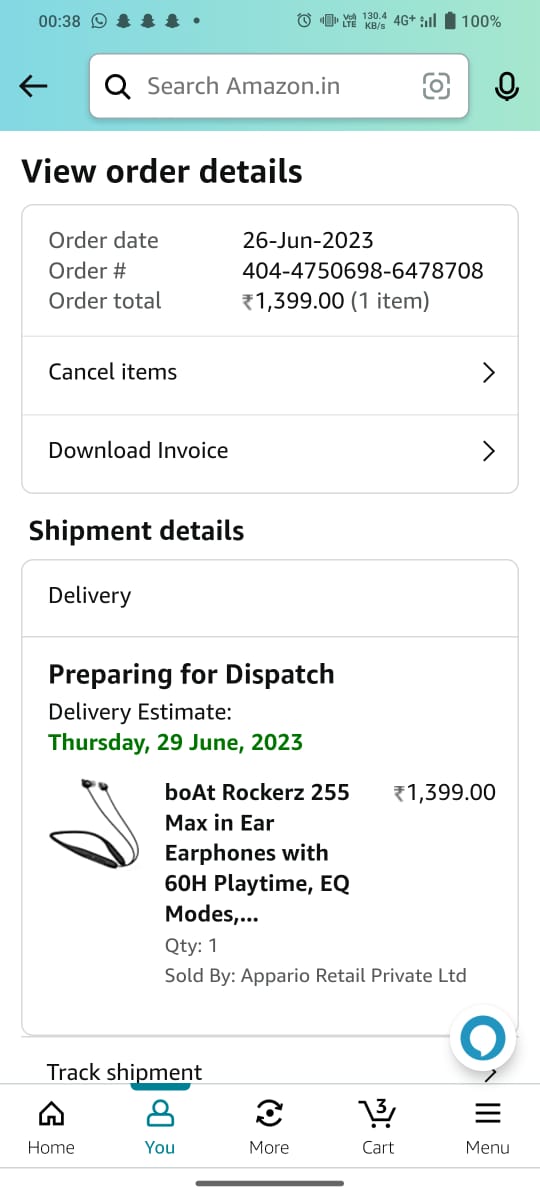 00:38
Vo) LTE 130.4 KB/s 4G+ 100%
Search Amazon.in
View order details
Order date 26-Jun-2023
Order # 404-4750698-6478708
Order total ₹1,399.00 (1 item)
Cancel items
Download Invoice
Shipment details
Delivery
Preparing for Dispatch
Delivery Estimate:
Thursday, 29 June, 2023
boAt Rockerz 255 ₹1,399.00
Max in Ear
Earphones with
60H Playtime, EQ
Modes,...
Qty: 1
Sold By: Appario Retail Private Ltd
Track shipment
3
Home You More Cart Menu